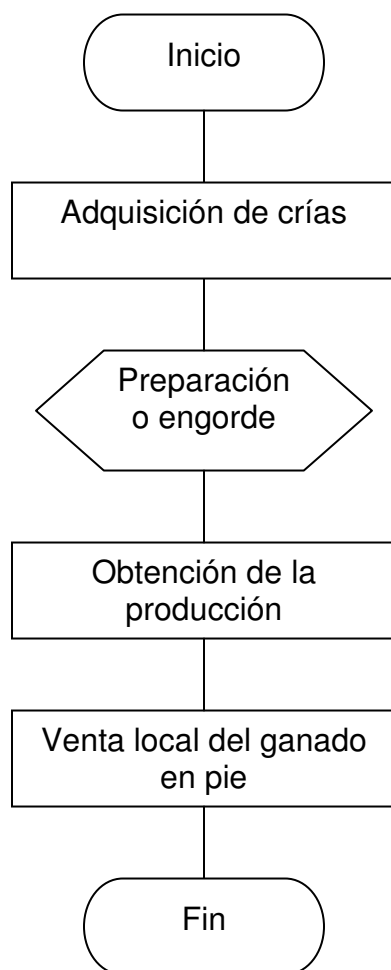 Inicio
Adquisición de crías
Preparación
o engorde
Obtención de la
producción
Venta local del ganado
en pie
Fin